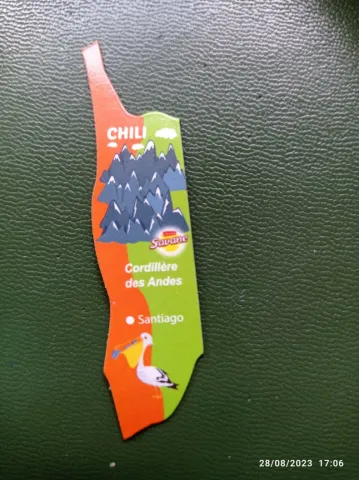 CHILI
Savane
Cordillère
des Andes
Santiago
28/08/2023 17:06